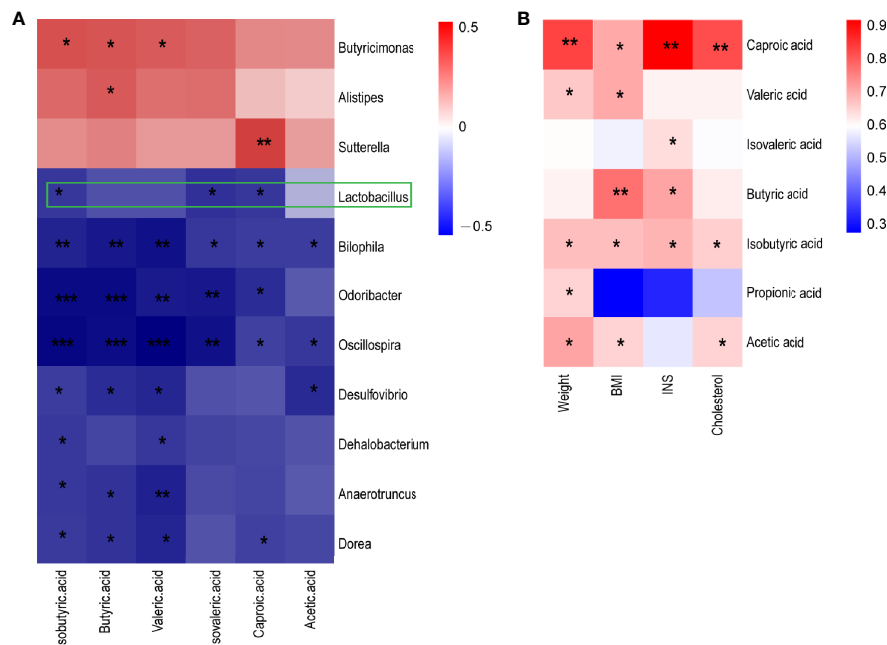 A
* * * Butyricimonas
* Alistipes
** Sutterella
* * * Lactobacillus
** ** ** * * * Bilophila
*** *** ** ** * Odoribacter
*** *** *** ** * * Oscillospira
* * * * Desulfovibrio
* * Dehalobacterium
* * ** Anaerotruncus
* * * * Dorea
sobutyric.acid
Butyric.acid
Valeric.acid
sovaleric.acid
Caproic.acid
Acetic.acid
0.5
0
−0.5
B
** * ** ** Caproic acid
* * Valeric acid
* Isovaleric acid
** * Butyric acid
* * * * Isobutyric acid
* Propionic acid
* * * Acetic acid
Weight
BMI
INS
Cholesterol
0.9
0.8
0.7
0.6
0.5
0.4
0.3